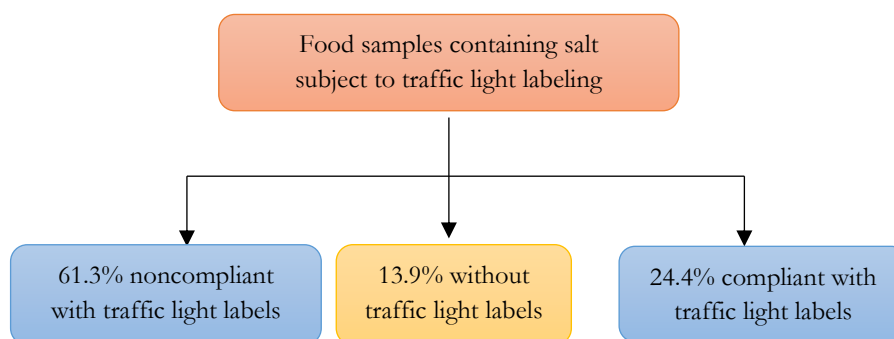 Food samples containing salt
subject to traffic light labeling
61.3% noncompliant
with traffic light labels
13.9% without
traffic light labels
24.4% compliant with
traffic light labels